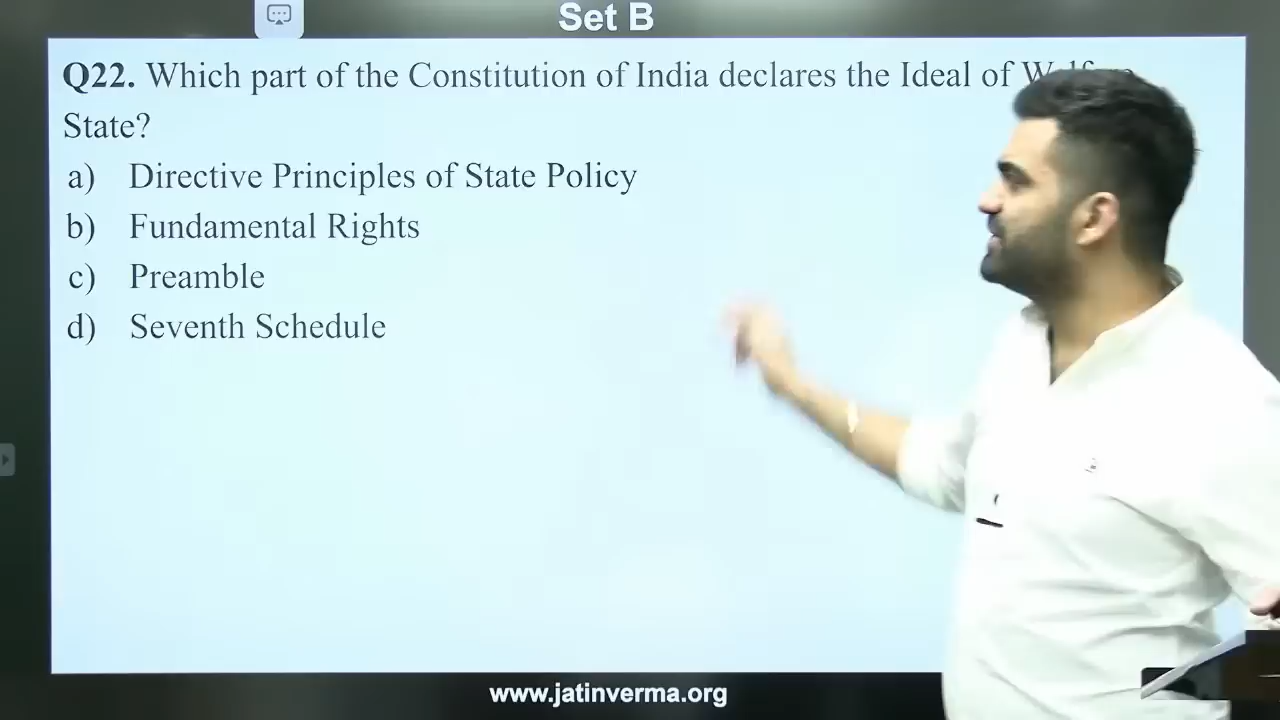 Set B
Q22. Which part of the Constitution of India declares the Ideal of
State?
a) Directive Principles of State Policy
b) Fundamental Rights
c) Preamble
d) Seventh Schedule
www.jatinverma.org